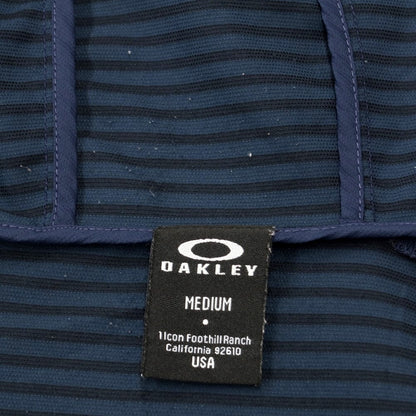 OAKLEY
MEDIUM
1 Icon Foothill Ranch
California 92610
USA